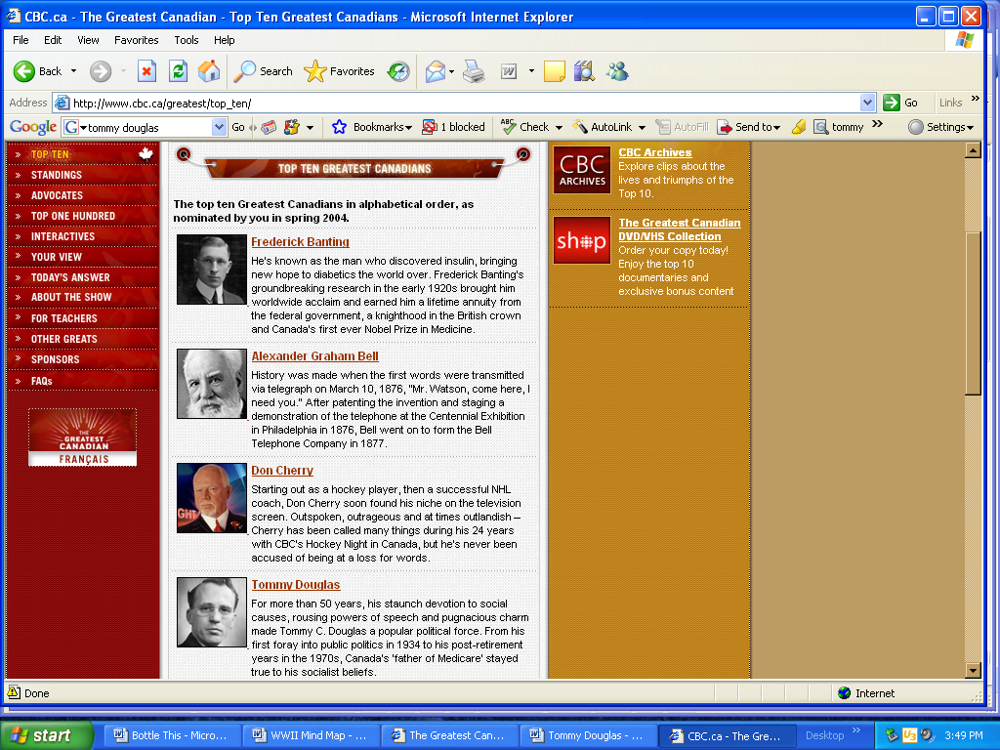 CBC.ca - The Greatest Canadian - Top Ten Greatest Canadians - Microsoft Internet Explorer
File Edit View Favorites Tools Help
Back Search Favorites
Address http://www.cbc.ca/greatest/top_ten/ Go Links »
Google tommy douglas Go Bookmarks 1 blocked ABC Check AutoLink AutoFill Send to tommy » Settings
» TOP TEN
» STANDINGS
» ADVOCATES
» TOP ONE HUNDRED
» INTERACTIVES
» YOUR VIEW
» TODAY'S ANSWER
» ABOUT THE SHOW
» FOR TEACHERS
» OTHER GREATS
» SPONSORS
» FAQs
THE
GREATEST
CANADIAN
FRANÇAIS
TOP TEN GREATEST CANADIANS
The top ten Greatest Canadians in alphabetical order, as
nominated by you in spring 2004.
Frederick Banting
He's known as the man who discovered insulin, bringing
new hope to diabetics the world over. Frederick Banting's
groundbreaking research in the early 1920s brought him
worldwide acclaim and earned him a lifetime annuity from
the federal government, a knighthood in the British crown
and Canada's first ever Nobel Prize in Medicine.
Alexander Graham Bell
History was made when the first words were transmitted
via telegraph on March 10, 1876, "Mr. Watson, come here, I
need you." After patenting the invention and staging a
demonstration of the telephone at the Centennial Exhibition
in Philadelphia in 1876, Bell went on to form the Bell
Telephone Company in 1877.
Don Cherry
Starting out as a hockey player, then a successful NHL
coach, Don Cherry soon found his niche on the television
screen. Outspoken, outrageous and at times outlandish –
Cherry has been called many things during his 24 years
with CBC's Hockey Night in Canada, but he's never been
accused of being at a loss for words.
GHT
Tommy Douglas
For more than 50 years, his staunch devotion to social
causes, rousing powers of speech and pugnacious charm
made Tommy C. Douglas a popular political force. From his
first foray into public politics in 1934 to his post-retirement
years in the 1970s, Canada's 'father of Medicare' stayed
true to his socialist beliefs.
CBC
ARCHIVES
CBC Archives
Explore clips about the
lives and triumphs of the
Top 10.
shop
The Greatest Canadian
DVD/VHS Collection
Order your copy today!
Enjoy the top 10
documentaries and
exclusive bonus content
Done Internet
start Bottle This - Micro... WWII Mind Map - ... The Greatest Can... Tommy Douglas - ... CBC.ca - The Gre... Desktop » U3 3:49 PM